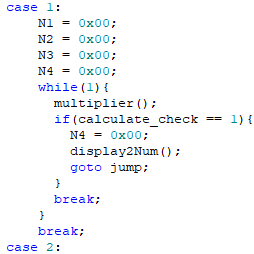 case 1:
N1 = 0x00;
N2 = 0x00;
N3 = 0x00;
N4 = 0x00;
while(1){
multiplier();
if(calculate_check == 1){
N4 = 0x00;
display2Num();
goto jump;
}
break;
}
break;
case 2: